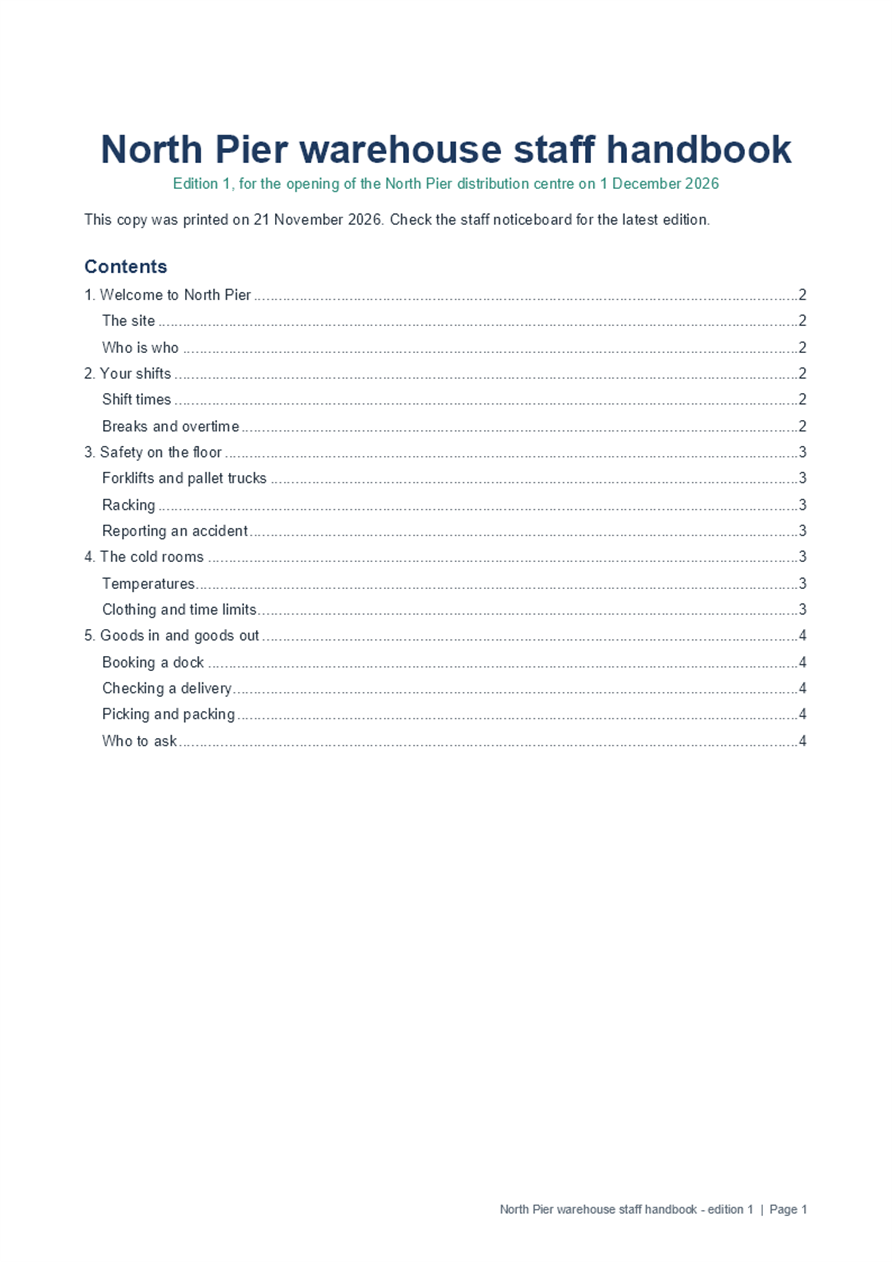 North Pier warehouse staff handbook
Edition 1, for the opening of the North Pier distribution centre on 1 December 2026
This copy was printed on 21 November 2026. Check the staff noticeboard for the latest edition.
Contents
1. Welcome to North Pier ........ 2
The site ........ 2
Who is who ........ 2
2. Your shifts ........ 2
Shift times ........ 2
Breaks and overtime ........ 2
3. Safety on the floor ........ 3
Forklifts and pallet trucks ........ 3
Racking ........ 3
Reporting an accident ........ 3
4. The cold rooms ........ 3
Temperatures ........ 3
Clothing and time limits ........ 3
5. Goods in and goods out ........ 4
Booking a dock ........ 4
Checking a delivery ........ 4
Picking and packing ........ 4
Who to ask ........ 4
North Pier warehouse staff handbook - edition 1 | Page 1